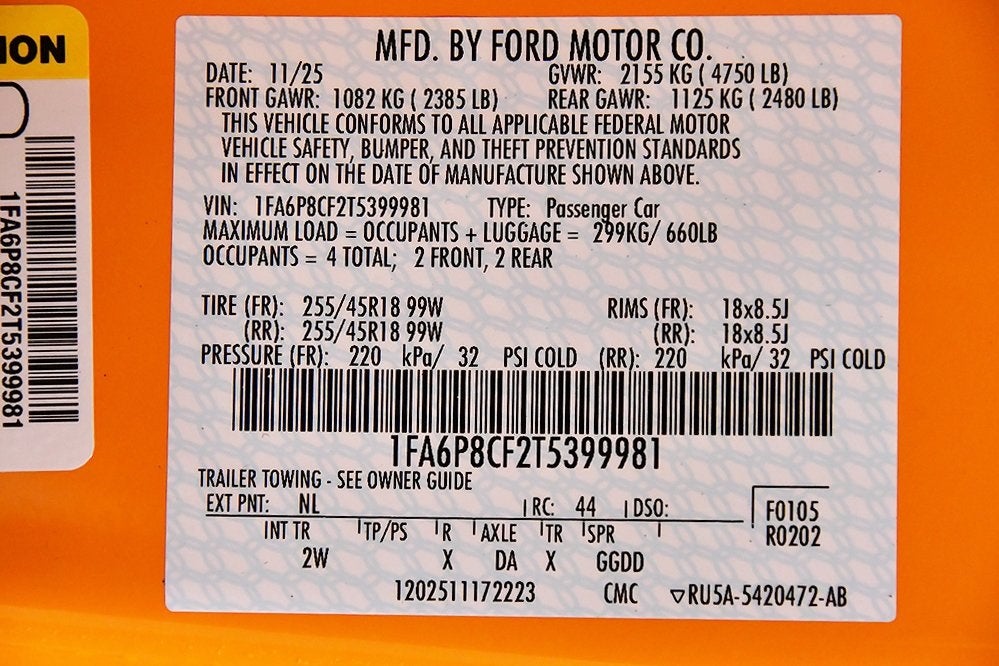 ION
1FA6P8CF2T5399981
MFD. BY FORD MOTOR CO.
DATE: 11/25 GVWR: 2155 KG ( 4750 LB)
FRONT GAWR: 1082 KG ( 2385 LB) REAR GAWR: 1125 KG ( 2480 LB)
THIS VEHICLE CONFORMS TO ALL APPLICABLE FEDERAL MOTOR
VEHICLE SAFETY, BUMPER, AND THEFT PREVENTION STANDARDS
IN EFFECT ON THE DATE OF MANUFACTURE SHOWN ABOVE.
VIN: 1FA6P8CF2T5399981 TYPE: Passenger Car
MAXIMUM LOAD = OCCUPANTS + LUGGAGE = 299KG/ 660LB
OCCUPANTS = 4 TOTAL; 2 FRONT, 2 REAR
TIRE (FR): 255/45R18 99W RIMS (FR): 18x8.5J
(RR): 255/45R18 99W (RR): 18x8.5J
PRESSURE (FR): 220 kPa/ 32 PSI COLD (RR): 220 kPa/ 32 PSI COLD
1FA6P8CF2T5399981
TRAILER TOWING - SEE OWNER GUIDE
EXT PNT: NL RC: 44 DSO: F0105
INT TR TP/PS R AXLE TR SPR R0202
2W X DA X GGDD
1202511172223 CMC ▽RU5A-5420472-AB